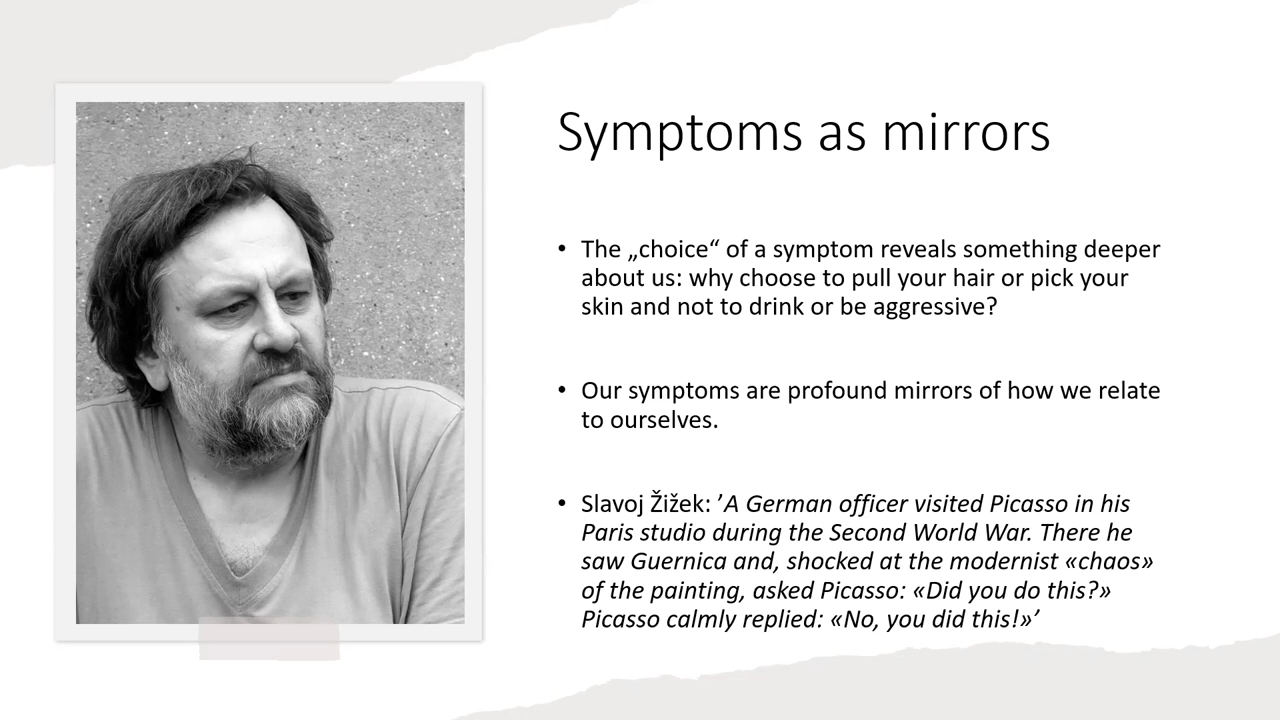 Symptoms as mirrors
• The „choice“ of a symptom reveals something deeper
about us: why choose to pull your hair or pick your
skin and not to drink or be aggressive?
• Our symptoms are profound mirrors of how we relate
to ourselves.
• Slavoj Žižek: ’A German officer visited Picasso in his
Paris studio during the Second World War. There he
saw Guernica and, shocked at the modernist «chaos»
of the painting, asked Picasso: «Did you do this?»
Picasso calmly replied: «No, you did this!»’